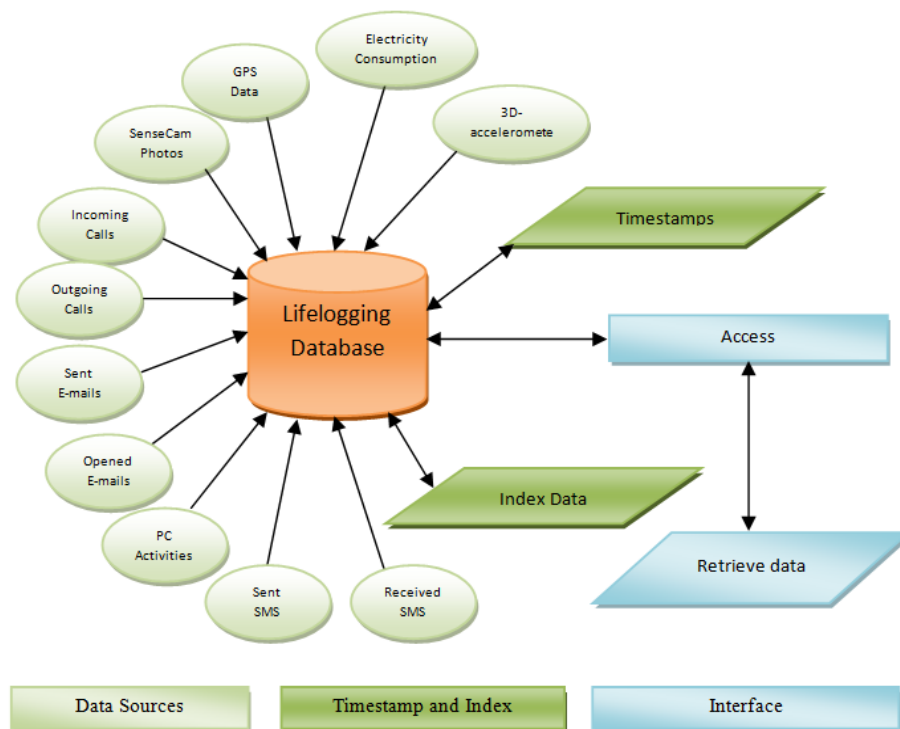 Electricity
Consumption
GPS
Data
3D-
acceleromete
SenseCam
Photos
Incoming
Calls
Timestamps
Outgoing
Calls
Lifelogging
Database
Access
Sent
E-mails
Opened
E-mails
Index Data
PC
Activities
Retrieve data
Sent
SMS
Received
SMS
Data Sources
Timestamp and Index
Interface